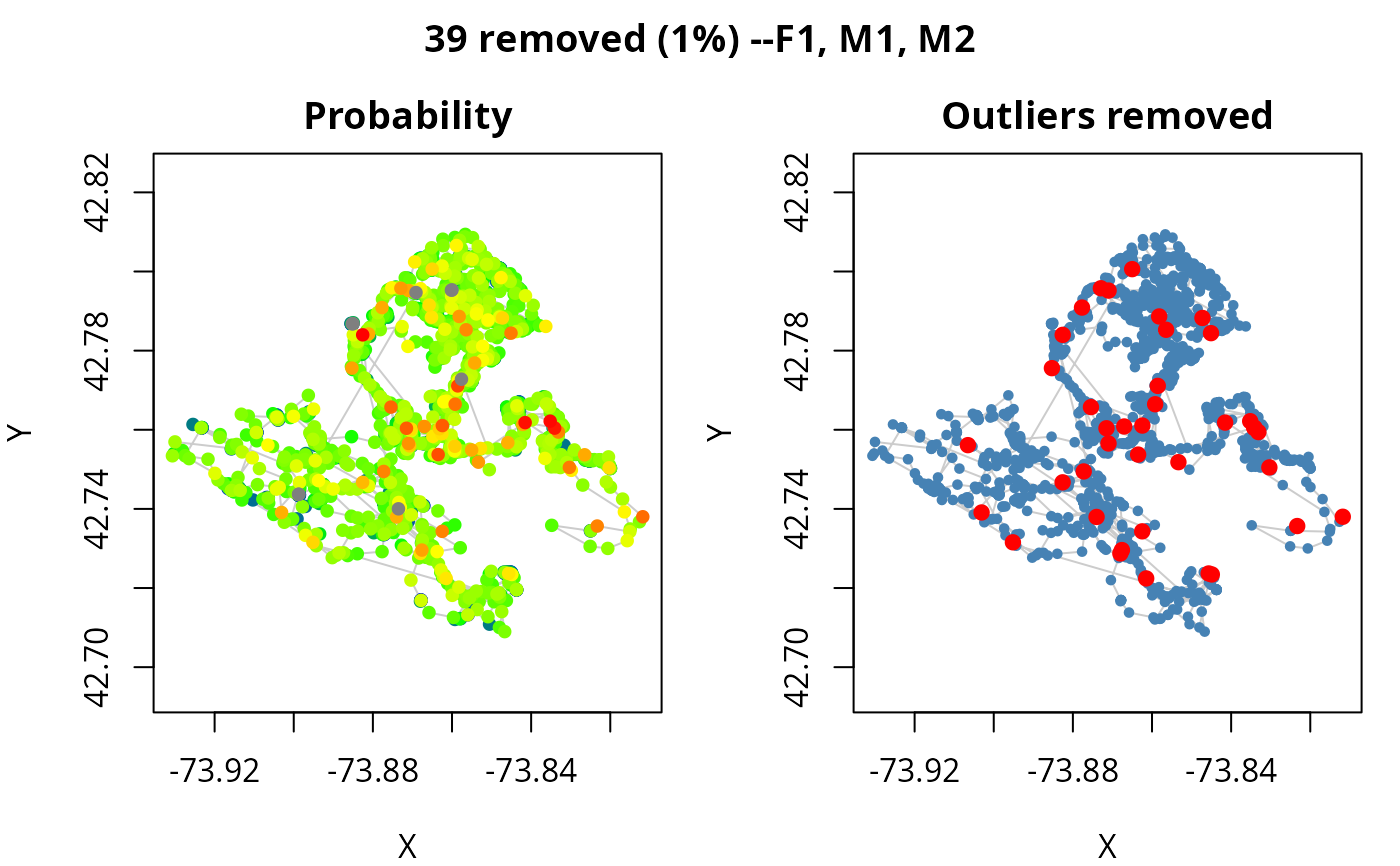 39 removed (1%) --F1, M1, M2
Probability
Outliers removed
42.82
42.78
42.74
42.70
Y
-73.92
-73.88
-73.84
X
42.82
42.78
42.74
42.70
Y
-73.92
-73.88
-73.84
X